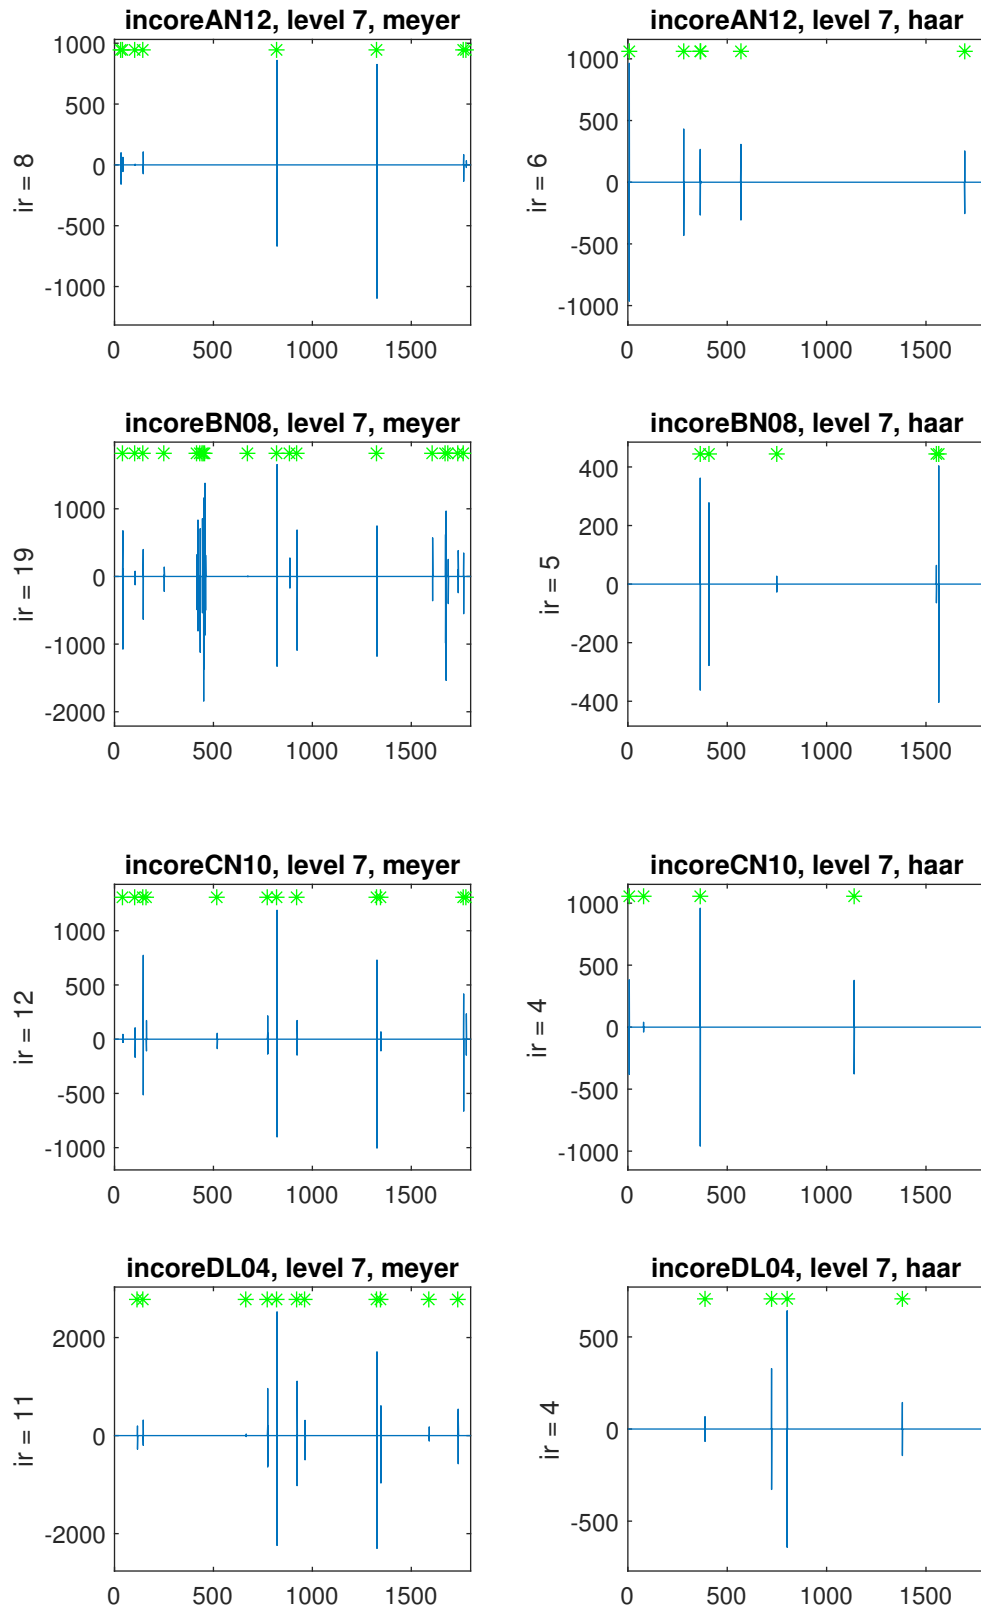 incoreAN12, level 7, meyer
1000
500
0
-500
-1000
ir = 8
0 500 1000 1500
incoreAN12, level 7, haar
1000
500
0
-500
-1000
ir = 6
0 500 1000 1500
incoreBN08, level 7, meyer
1000
0
-1000
-2000
ir = 19
0 500 1000 1500
incoreBN08, level 7, haar
400
200
0
-200
-400
ir = 5
0 500 1000 1500
incoreCN10, level 7, meyer
1000
500
0
-500
-1000
ir = 12
0 500 1000 1500
incoreCN10, level 7, haar
1000
500
0
-500
-1000
ir = 4
0 500 1000 1500
incoreDL04, level 7, meyer
2000
0
-2000
ir = 11
0 500 1000 1500
incoreDL04, level 7, haar
500
0
-500
ir = 4
0 500 1000 1500